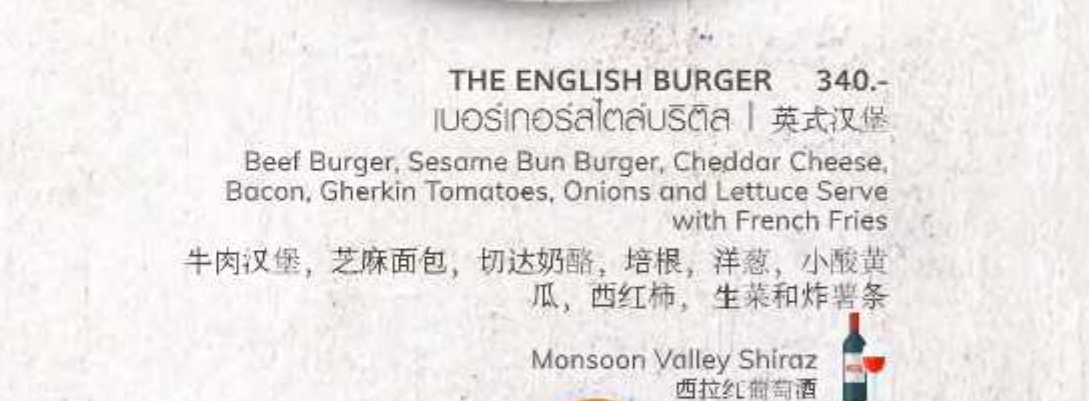 THE ENGLISH BURGER 340.-
เบอร์เกอร์สไตล์บริติส | 英式汉堡
Beef Burger, Sesame Bun Burger, Cheddar Cheese,
Bacon, Gherkin Tomatoes, Onions and Lettuce Serve
with French Fries
牛肉汉堡，芝麻面包，切达奶酪，培根，洋葱，小酸黄
瓜，西红柿，生菜和炸薯条
Monsoon Valley Shiraz
西拉红葡萄酒